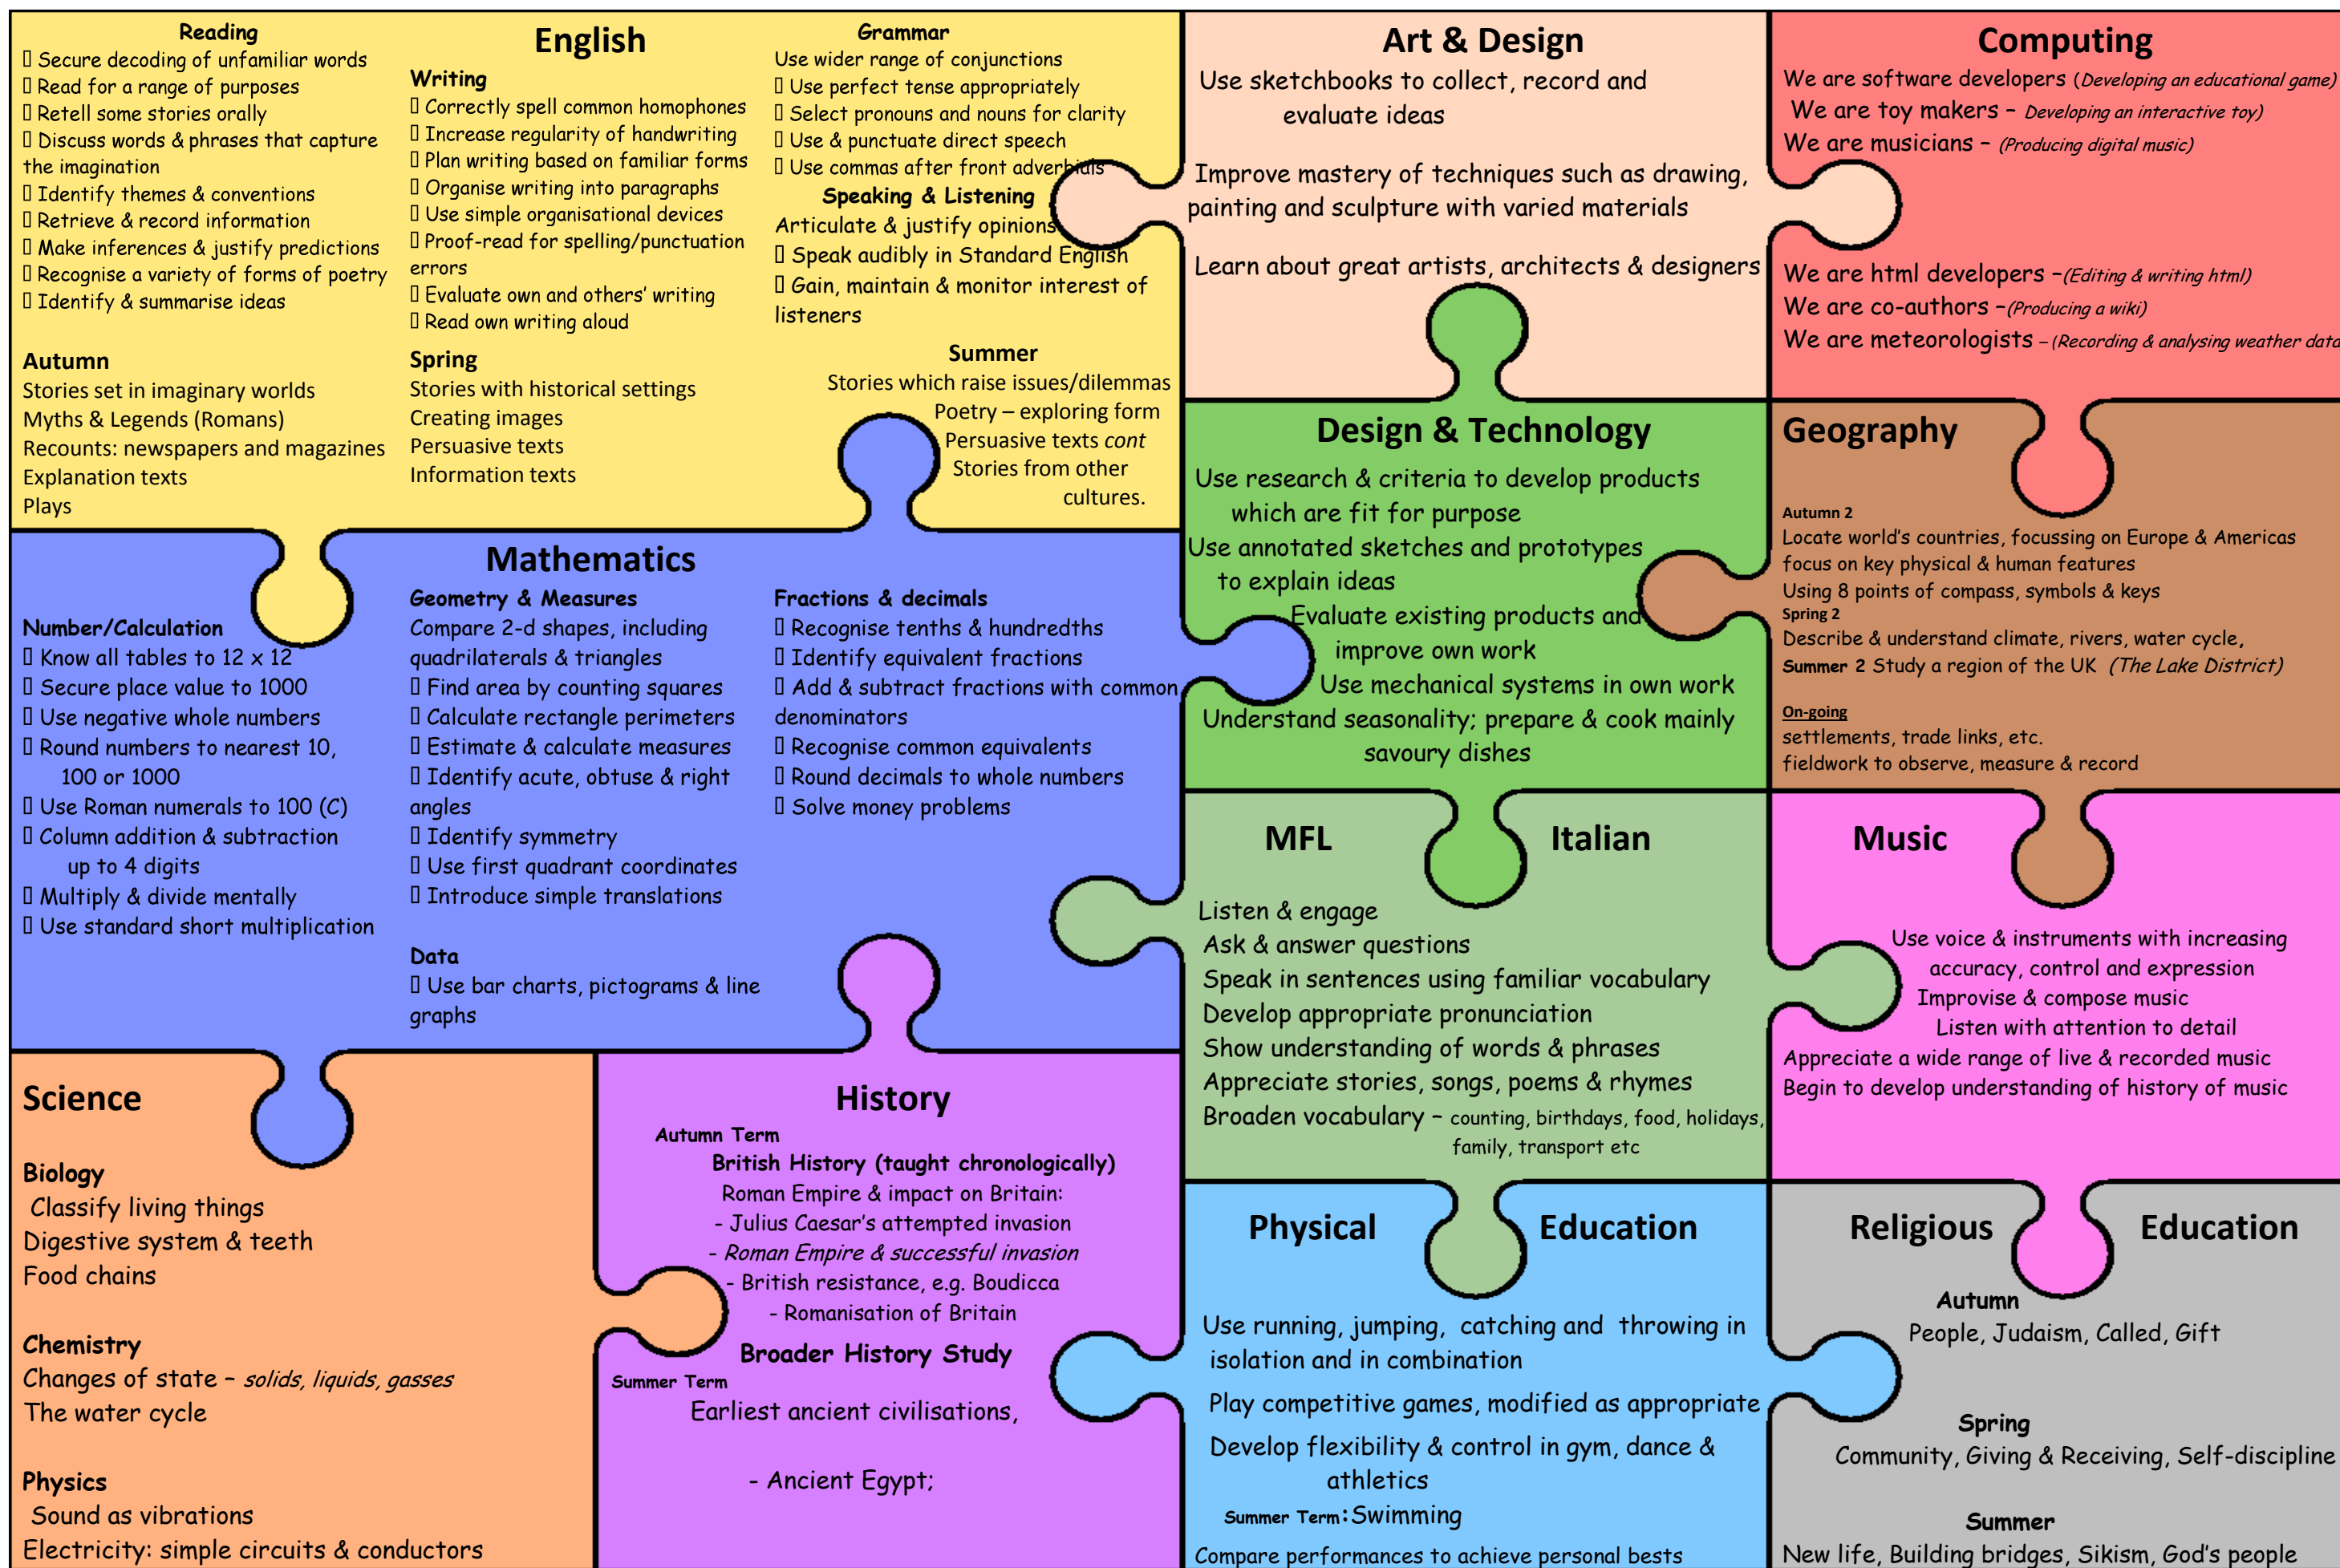 English
Reading
▯ Secure decoding of unfamiliar words
▯ Read for a range of purposes
▯ Retell some stories orally
▯ Discuss words & phrases that capture
the imagination
▯ Identify themes & conventions
▯ Retrieve & record information
▯ Make inferences & justify predictions
▯ Recognise a variety of forms of poetry
▯ Identify & summarise ideas
Writing
▯ Correctly spell common homophones
▯ Increase regularity of handwriting
▯ Plan writing based on familiar forms
▯ Organise writing into paragraphs
▯ Use simple organisational devices
▯ Proof-read for spelling/punctuation
errors
▯ Evaluate own and others’ writing
▯ Read own writing aloud
Grammar
Use wider range of conjunctions
▯ Use perfect tense appropriately
▯ Select pronouns and nouns for clarity
▯ Use & punctuate direct speech
▯ Use commas after front adverbials
Speaking & Listening
Articulate & justify opinions
▯ Speak audibly in Standard English
▯ Gain, maintain & monitor interest of
listeners
Autumn
Stories set in imaginary worlds
Myths & Legends (Romans)
Recounts: newspapers and magazines
Explanation texts
Plays
Spring
Stories with historical settings
Creating images
Persuasive texts
Information texts
Summer
Stories which raise issues/dilemmas
Poetry – exploring form
Persuasive texts cont
Stories from other
cultures.
Art & Design
Use sketchbooks to collect, record and
evaluate ideas
Improve mastery of techniques such as drawing,
painting and sculpture with varied materials
Learn about great artists, architects & designers
Computing
We are software developers (Developing an educational game)
We are toy makers – Developing an interactive toy)
We are musicians – (Producing digital music)
We are html developers –(Editing & writing html)
We are co-authors –(Producing a wiki)
We are meteorologists – (Recording & analysing weather data
Mathematics
Number/Calculation
▯ Know all tables to 12 x 12
▯ Secure place value to 1000
▯ Use negative whole numbers
▯ Round numbers to nearest 10,
100 or 1000
▯ Use Roman numerals to 100 (C)
▯ Column addition & subtraction
up to 4 digits
▯ Multiply & divide mentally
▯ Use standard short multiplication
Geometry & Measures
Compare 2-d shapes, including
quadrilaterals & triangles
▯ Find area by counting squares
▯ Calculate rectangle perimeters
▯ Estimate & calculate measures
▯ Identify acute, obtuse & right
angles
▯ Identify symmetry
▯ Use first quadrant coordinates
▯ Introduce simple translations
Data
▯ Use bar charts, pictograms & line
graphs
Fractions & decimals
▯ Recognise tenths & hundredths
▯ Identify equivalent fractions
▯ Add & subtract fractions with common
denominators
▯ Recognise common equivalents
▯ Round decimals to whole numbers
▯ Solve money problems
Design & Technology
Use research & criteria to develop products
which are fit for purpose
Use annotated sketches and prototypes
to explain ideas
Evaluate existing products and
improve own work
Use mechanical systems in own work
Understand seasonality; prepare & cook mainly
savoury dishes
Geography
Autumn 2
Locate world’s countries, focussing on Europe & Americas
focus on key physical & human features
Using 8 points of compass, symbols & keys
Spring 2
Describe & understand climate, rivers, water cycle,
Summer 2 Study a region of the UK (The Lake District)
On-going
settlements, trade links, etc.
fieldwork to observe, measure & record
MFL Italian
Listen & engage
Ask & answer questions
Speak in sentences using familiar vocabulary
Develop appropriate pronunciation
Show understanding of words & phrases
Appreciate stories, songs, poems & rhymes
Broaden vocabulary – counting, birthdays, food, holidays,
family, transport etc
Music
Use voice & instruments with increasing
accuracy, control and expression
Improvise & compose music
Listen with attention to detail
Appreciate a wide range of live & recorded music
Begin to develop understanding of history of music
Science
Biology
Classify living things
Digestive system & teeth
Food chains
Chemistry
Changes of state – solids, liquids, gasses
The water cycle
Physics
Sound as vibrations
Electricity: simple circuits & conductors
History
Autumn Term
British History (taught chronologically)
Roman Empire & impact on Britain:
- Julius Caesar’s attempted invasion
- Roman Empire & successful invasion
- British resistance, e.g. Boudicca
- Romanisation of Britain
Broader History Study
Summer Term
Earliest ancient civilisations,
- Ancient Egypt;
Physical Education
Use running, jumping, catching and throwing in
isolation and in combination
Play competitive games, modified as appropriate
Develop flexibility & control in gym, dance &
athletics
Summer Term:Swimming
Compare performances to achieve personal bests
Religious Education
Autumn
People, Judaism, Called, Gift
Spring
Community, Giving & Receiving, Self-discipline
Summer
New life, Building bridges, Sikism, God’s people